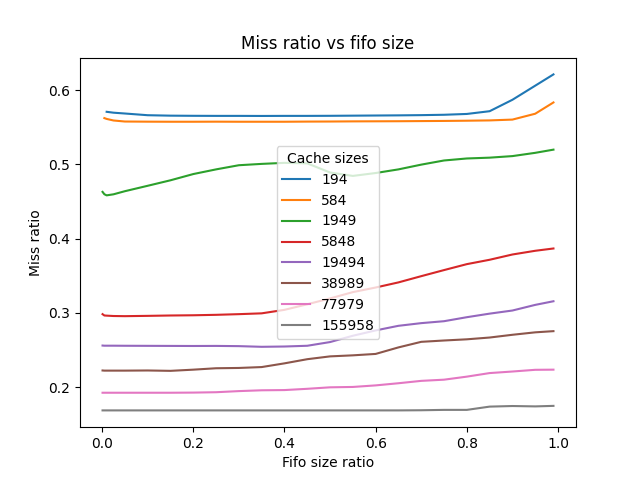 Miss ratio vs fifo size
Miss ratio
0.6
0.5
0.4
0.3
0.2
Cache sizes
194
584
1949
5848
19494
38989
77979
155958
0.0 0.2 0.4 0.6 0.8 1.0
Fifo size ratio